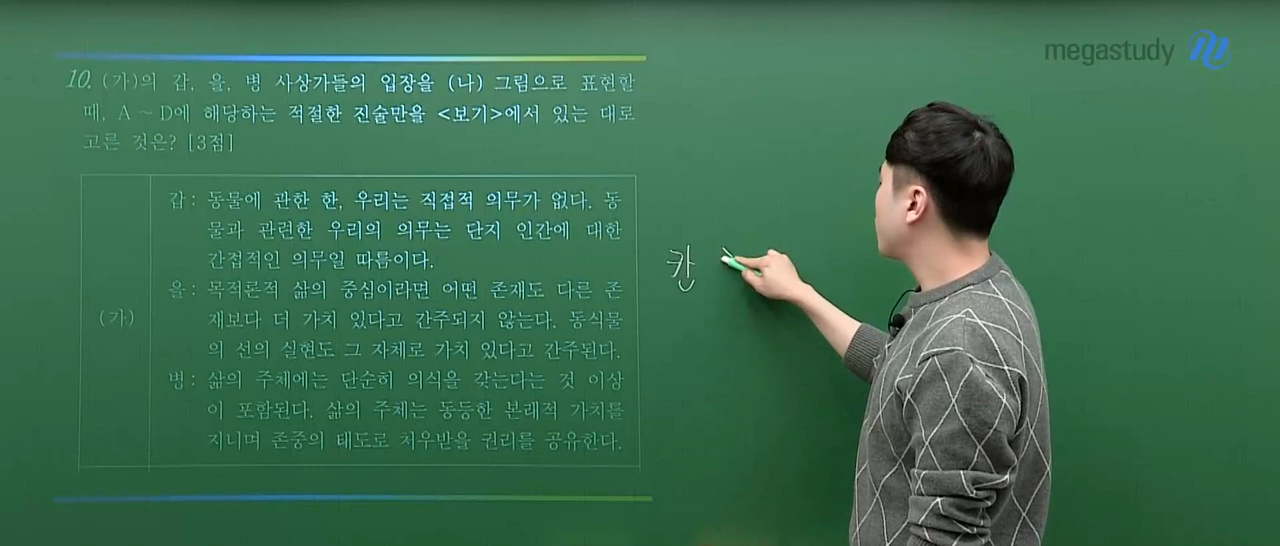 megastudy
10. (가)의 갑, 을, 병 사상가들의 입장을 (나) 그림으로 표현할
때, A ~ D에 해당하는 적절한 진술만을 <보기>에서 있는 대로
고른 것은? [3점]
갑 : 동물에 관한 한, 우리는 직접적 의무가 없다. 동
물과 관련한 우리의 의무는 단지 인간에 대한
간접적인 의무일 따름이다.
을 : 목적론적 삶의 중심이라면 어떤 존재도 다른 존
(가) 재보다 더 가치 있다고 간주되지 않는다. 동식물
의 선의 실현도 그 자체로 가치 있다고 간주된다.
병 : 삶의 주체에는 단순히 의식을 갖는다는 것 이상
이 포함된다. 삶의 주체는 동등한 본래적 가치를
지니며 존중의 태도로 처우받을 권리를 공유한다.
칸